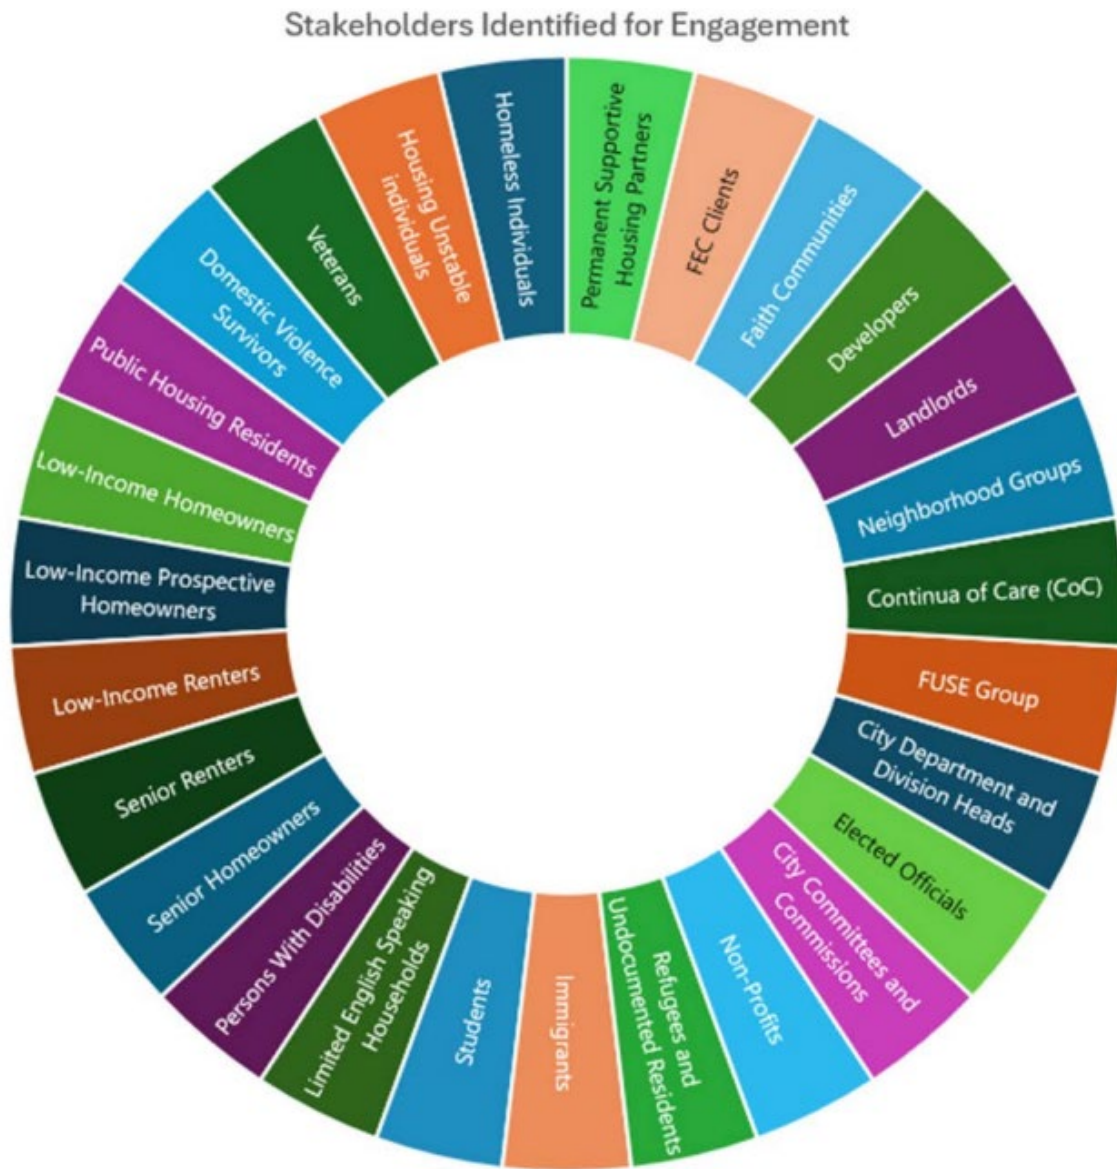 Stakeholders Identified for Engagement
Permanent Supportive
Housing Partners
FEC Clients
Faith Communities
Developers
Landlords
Neighborhood Groups
Continua of Care (CoC)
FUSE Group
City Department and
Division Heads
Elected Officials
City Committees and
Commissions
Non-Profits
Refugees and
Undocumented Residents
Immigrants
Students
Limited English Speaking
Households
Persons With Disabilities
Senior Homeowners
Senior Renters
Low-Income Renters
Low-Income Prospective
Homeowners
Low-Income Homeowners
Public Housing Residents
Domestic Violence
Survivors
Veterans
Housing Unstable
individuals
Homeless Individuals